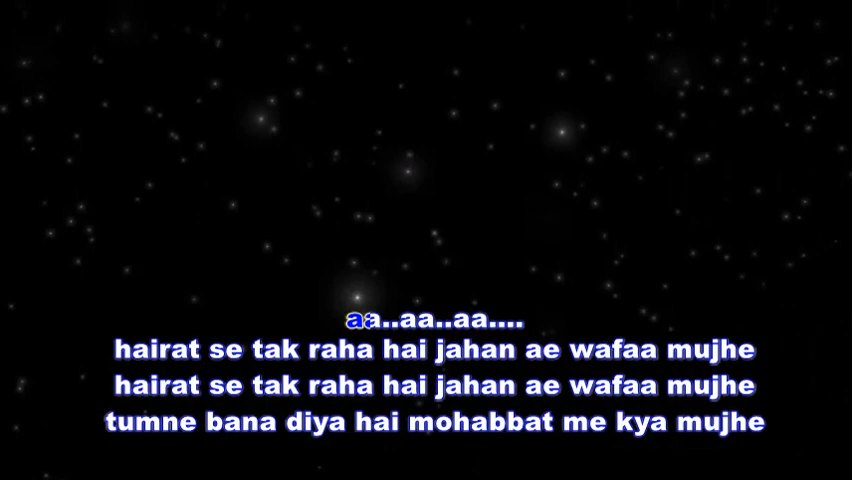 aa..aa..aa....
hairat se tak raha hai jahan ae wafaa mujhe
hairat se tak raha hai jahan ae wafaa mujhe
tumne bana diya hai mohabbat me kya mujhe